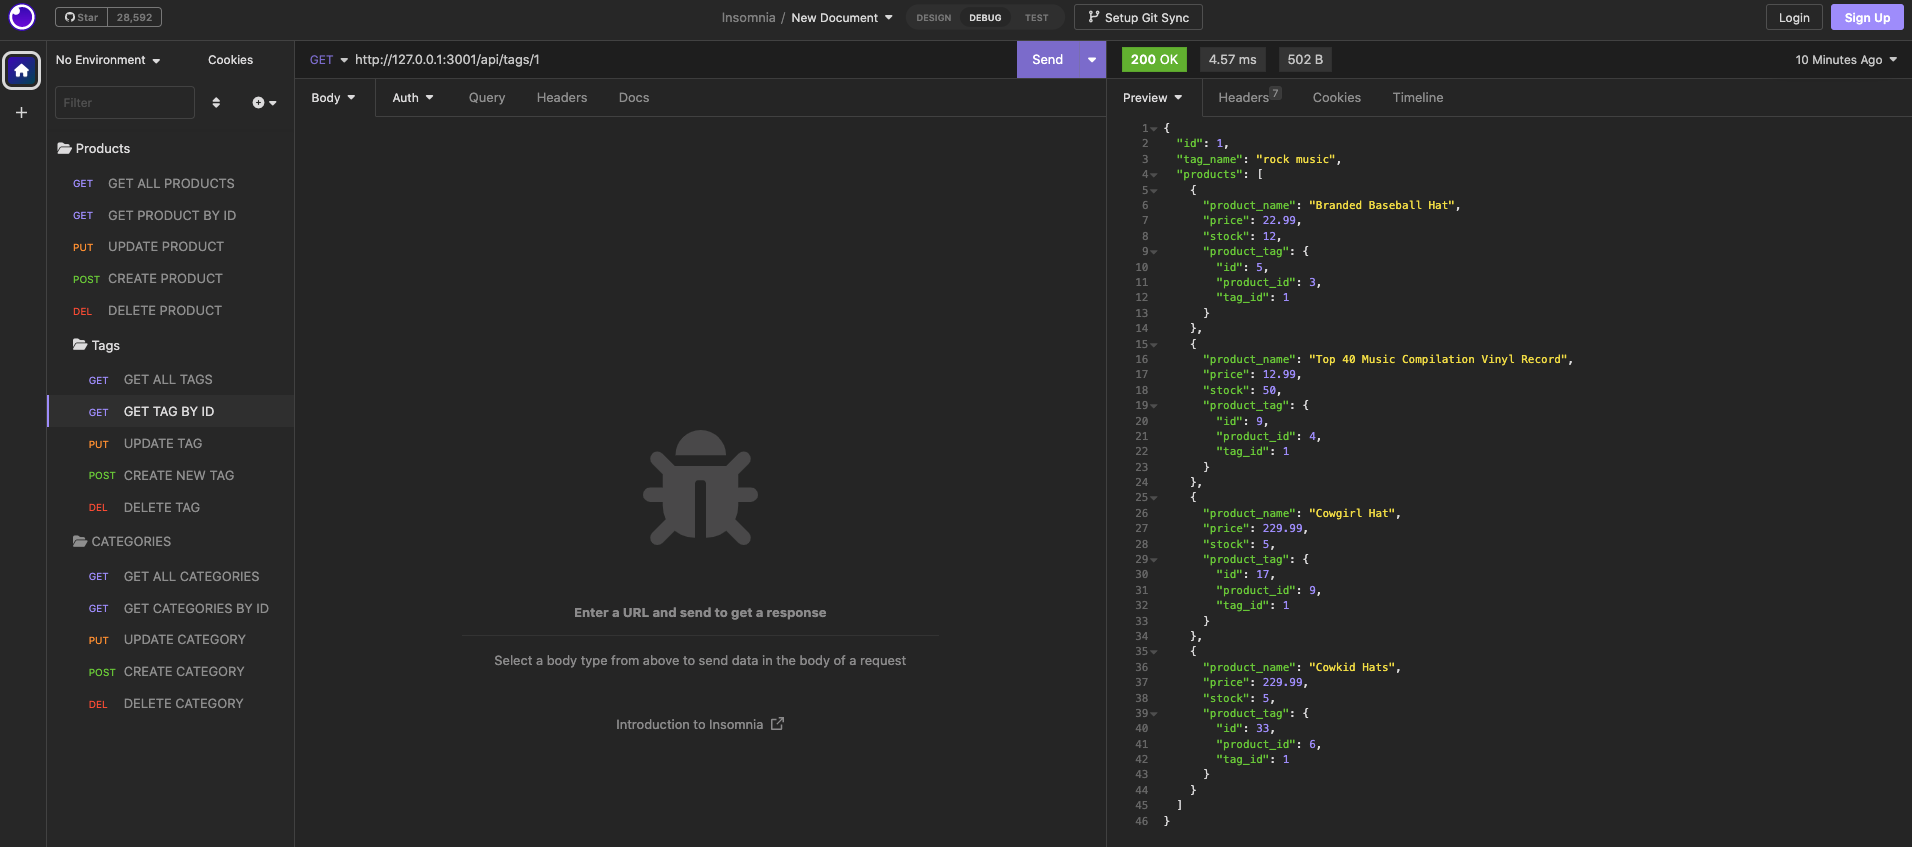 Star 28,592
Insomnia / New Document
DESIGN DEBUG TEST
Setup Git Sync
Login
Sign Up
No Environment
Cookies
Filter
Products
GET GET ALL PRODUCTS
GET GET PRODUCT BY ID
PUT UPDATE PRODUCT
POST CREATE PRODUCT
DEL DELETE PRODUCT
Tags
GET GET ALL TAGS
GET GET TAG BY ID
PUT UPDATE TAG
POST CREATE NEW TAG
DEL DELETE TAG
CATEGORIES
GET GET ALL CATEGORIES
GET GET CATEGORIES BY ID
PUT UPDATE CATEGORY
POST CREATE CATEGORY
DEL DELETE CATEGORY
GET http://127.0.0.1:3001/api/tags/1
Send
Body Auth Query Headers Docs
Enter a URL and send to get a response
Select a body type from above to send data in the body of a request
Introduction to Insomnia
200 OK 4.57 ms 502 B
10 Minutes Ago
Preview Headers 7 Cookies Timeline
1 {
2 "id": 1,
3 "tag_name": "rock music",
4 "products": [
5 {
6 "product_name": "Branded Baseball Hat",
7 "price": 22.99,
8 "stock": 12,
9 "product_tag": {
10 "id": 5,
11 "product_id": 3,
12 "tag_id": 1
13 }
14 },
15 {
16 "product_name": "Top 40 Music Compilation Vinyl Record",
17 "price": 12.99,
18 "stock": 50,
19 "product_tag": {
20 "id": 9,
21 "product_id": 4,
22 "tag_id": 1
23 }
24 },
25 {
26 "product_name": "Cowgirl Hat",
27 "price": 229.99,
28 "stock": 5,
29 "product_tag": {
30 "id": 17,
31 "product_id": 9,
32 "tag_id": 1
33 }
34 },
35 {
36 "product_name": "Cowkid Hats",
37 "price": 229.99,
38 "stock": 5,
39 "product_tag": {
40 "id": 33,
41 "product_id": 6,
42 "tag_id": 1
43 }
44 }
45 ]
46 }